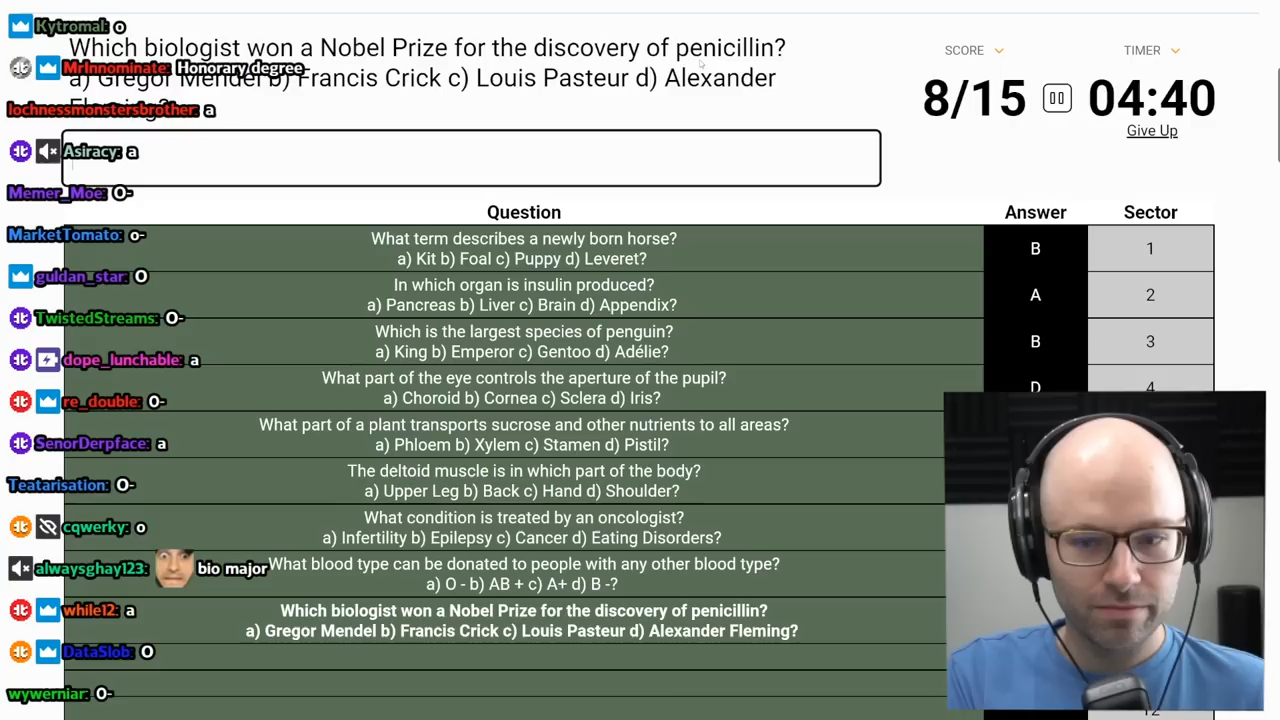 Kytromal: o
Which biologist won a Nobel Prize for the discovery of penicillin?
MrInnominate: Honorary degree
a) Gregor Mendel b) Francis Crick c) Louis Pasteur d) Alexander
lochnessmonstersbrother: a
Asiracy: a
Memer_Moe: O-
MarketTomato: o-
guldan_star: O
TwistedStreams: O-
dope_lunchable: a
re_double: O-
SenorDerpface: a
Teatarisation: O-
cqwerky: o
alwaysghay123: bio major
while12: a
DataSlob: O
wywerniar: O-
SCORE
8/15
TIMER
04:40
Give Up
Question Answer Sector
What term describes a newly born horse?
a) Kit b) Foal c) Puppy d) Leveret?
B 1
In which organ is insulin produced?
a) Pancreas b) Liver c) Brain d) Appendix?
A 2
Which is the largest species of penguin?
a) King b) Emperor c) Gentoo d) Adélie?
B 3
What part of the eye controls the aperture of the pupil?
a) Choroid b) Cornea c) Sclera d) Iris?
D 4
What part of a plant transports sucrose and other nutrients to all areas?
a) Phloem b) Xylem c) Stamen d) Pistil?
The deltoid muscle is in which part of the body?
a) Upper Leg b) Back c) Hand d) Shoulder?
What condition is treated by an oncologist?
a) Infertility b) Epilepsy c) Cancer d) Eating Disorders?
What blood type can be donated to people with any other blood type?
a) O - b) AB + c) A+ d) B -?
Which biologist won a Nobel Prize for the discovery of penicillin?
a) Gregor Mendel b) Francis Crick c) Louis Pasteur d) Alexander Fleming?
12